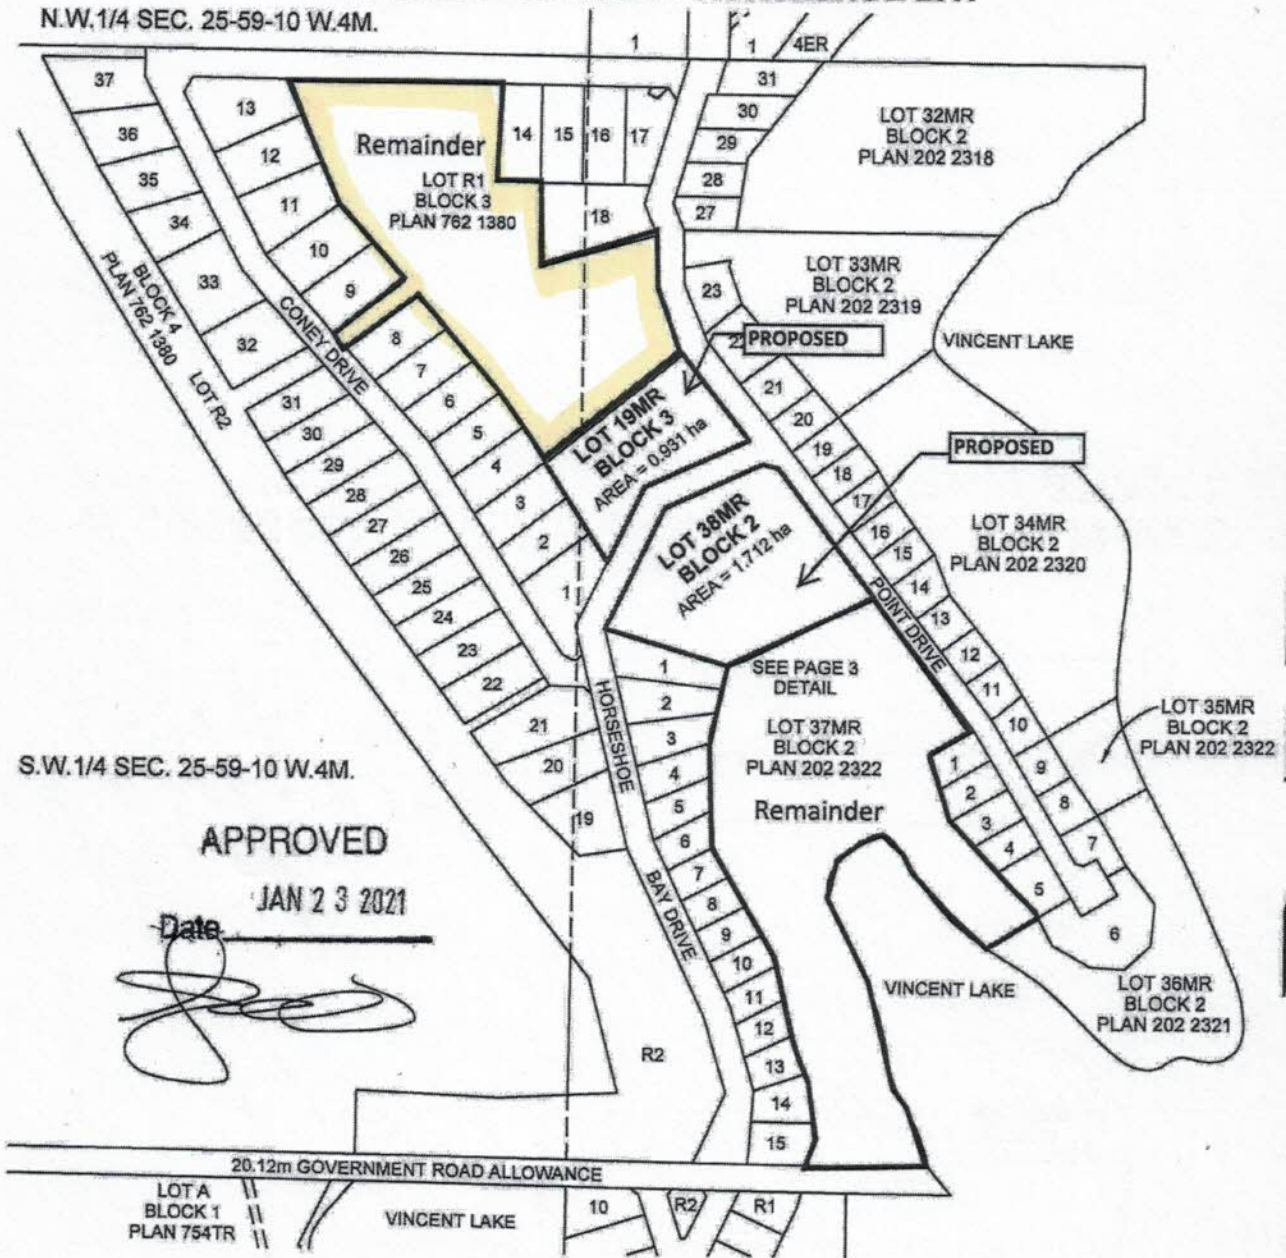 N.W.1/4 SEC. 25-59-10 W.4M.
1
1
4ER
37
36
35
34
33
32
31
30
29
28
27
26
25
24
23
22
21
20
19
BLOCK 4
PLAN 762 1380
LOT R2
CONEY DRIVE
13
12
11
10
9
8
7
6
5
4
3
2
1
Remainder
LOT R1
BLOCK 3
PLAN 762 1380
14
15
16
17
18
31
30
29
28
27
LOT 32MR
BLOCK 2
PLAN 202 2318
LOT 33MR
BLOCK 2
PLAN 202 2319
VINCENT LAKE
PROPOSED
PROPOSED
LOT 19MR
BLOCK 3
AREA = 0.931 ha
LOT 38MR
BLOCK 2
AREA = 1.712 ha
23
21
20
19
18
17
16
15
14
13
12
11
10
9
8
7
6
POINT DRIVE
LOT 34MR
BLOCK 2
PLAN 202 2320
LOT 35MR
BLOCK 2
PLAN 202 2322
SEE PAGE 3
DETAIL
LOT 37MR
BLOCK 2
PLAN 202 2322
Remainder
1
2
3
4
5
HORSESHOE
BAY DRIVE
1
2
3
4
5
6
7
8
9
10
11
12
13
14
15
S.W.1/4 SEC. 25-59-10 W.4M.
APPROVED
JAN 23 2021
Date
VINCENT LAKE
LOT 36MR
BLOCK 2
PLAN 202 2321
R2
20.12m GOVERNMENT ROAD ALLOWANCE
LOT A
BLOCK 1
PLAN 754TR
VINCENT LAKE
10
R2
R1